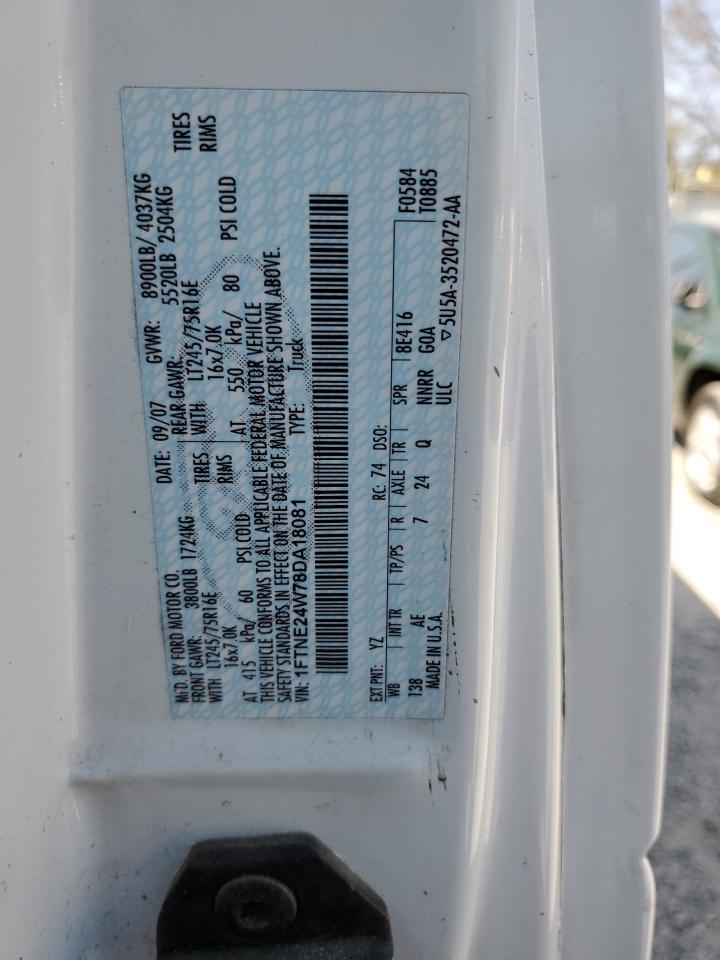 MFD. BY FORD MOTOR CO. DATE: 09/07 GVWR: 8900LB/ 4037KG
FRONT GAWR: 3800LB 1724KG REAR GAWR: 5520LB 2504KG
WITH LT245/75R16E TIRES WITH LT245/75R16E TIRES
16x7.0K RIMS 16x7.0K RIMS
AT 415 kPa/ 60 PSI COLD AT 550 kPa/ 80 PSI COLD
THIS VEHICLE CONFORMS TO ALL APPLICABLE FEDERAL MOTOR VEHICLE
SAFETY STANDARDS IN EFFECT ON THE DATE OF MANUFACTURE SHOWN ABOVE.
VIN: 1FTNE24W78DA18081 TYPE: Truck
EXT PNT: YZ RC: 74 DSO: F0584
WB INT TR TP/PS R AXLE TR SPR 8E416 T0885
138 AE 7 24 Q NNRR GOA
MADE IN U.S.A. ULC ▽5U5A-3520472-AA